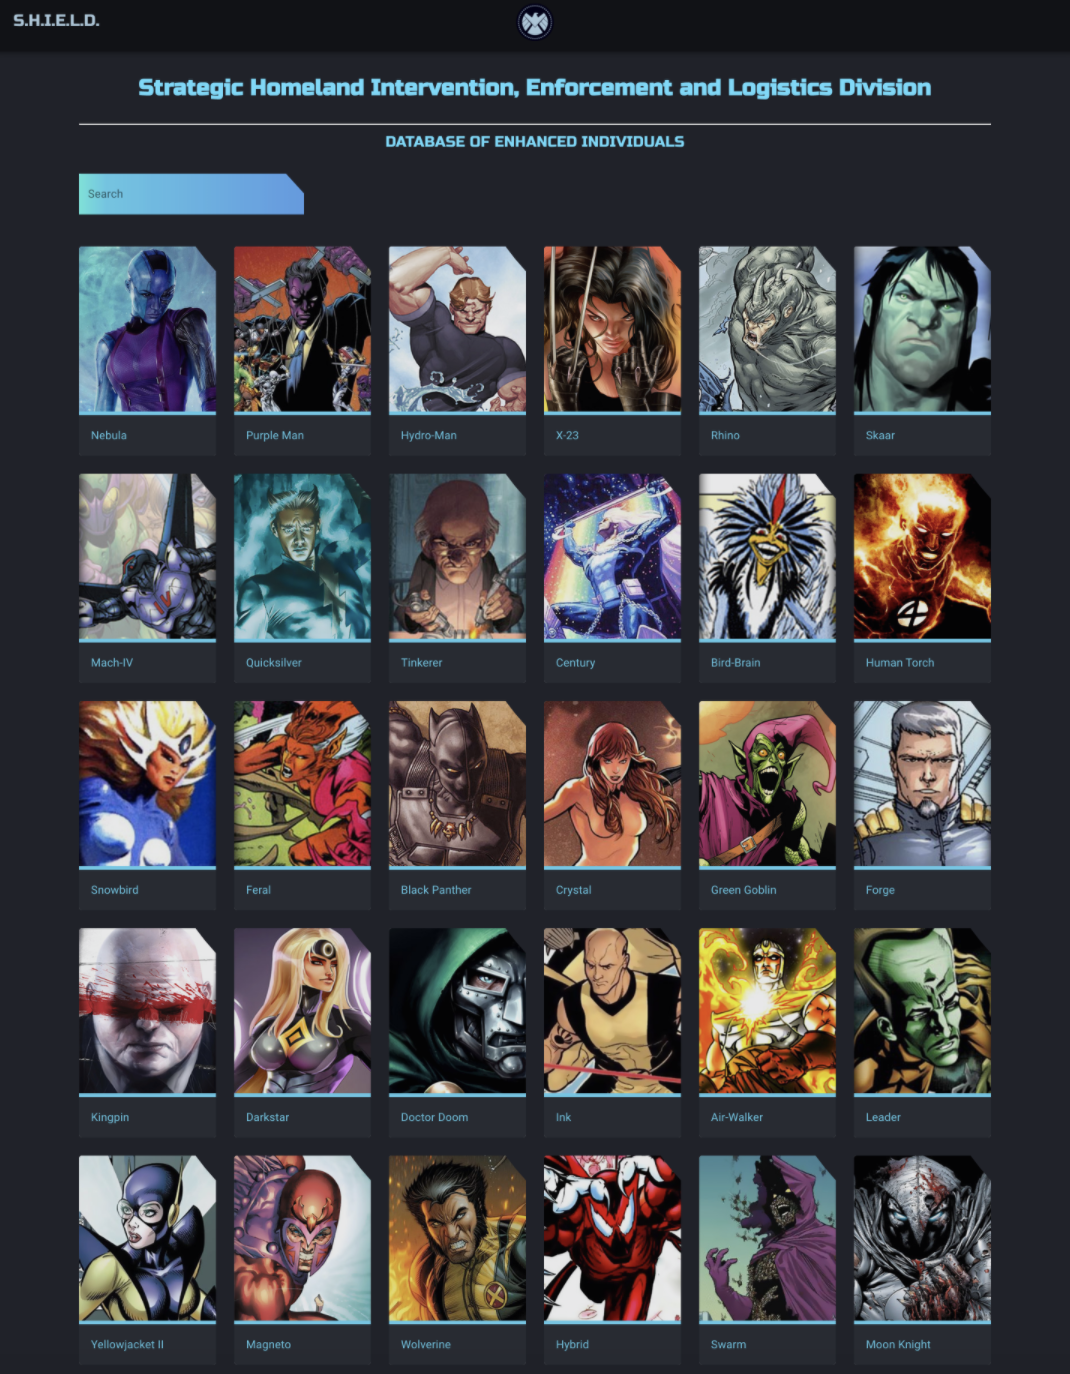 S.H.I.E.L.D.
Strategic Homeland Intervention, Enforcement and Logistics Division
DATABASE OF ENHANCED INDIVIDUALS
Search
Nebula
Purple Man
Hydro-Man
X-23
Rhino
Skaar
IV
4
Mach-IV
Quicksilver
Tinkerer
Century
Bird-Brain
Human Torch
Snowbird
Feral
Black Panther
Crystal
Green Goblin
Forge
Kingpin
Darkstar
Doctor Doom
Ink
Air-Walker
Leader
Yellowjacket II
Magneto
Wolverine
Hybrid
Swarm
Moon Knight